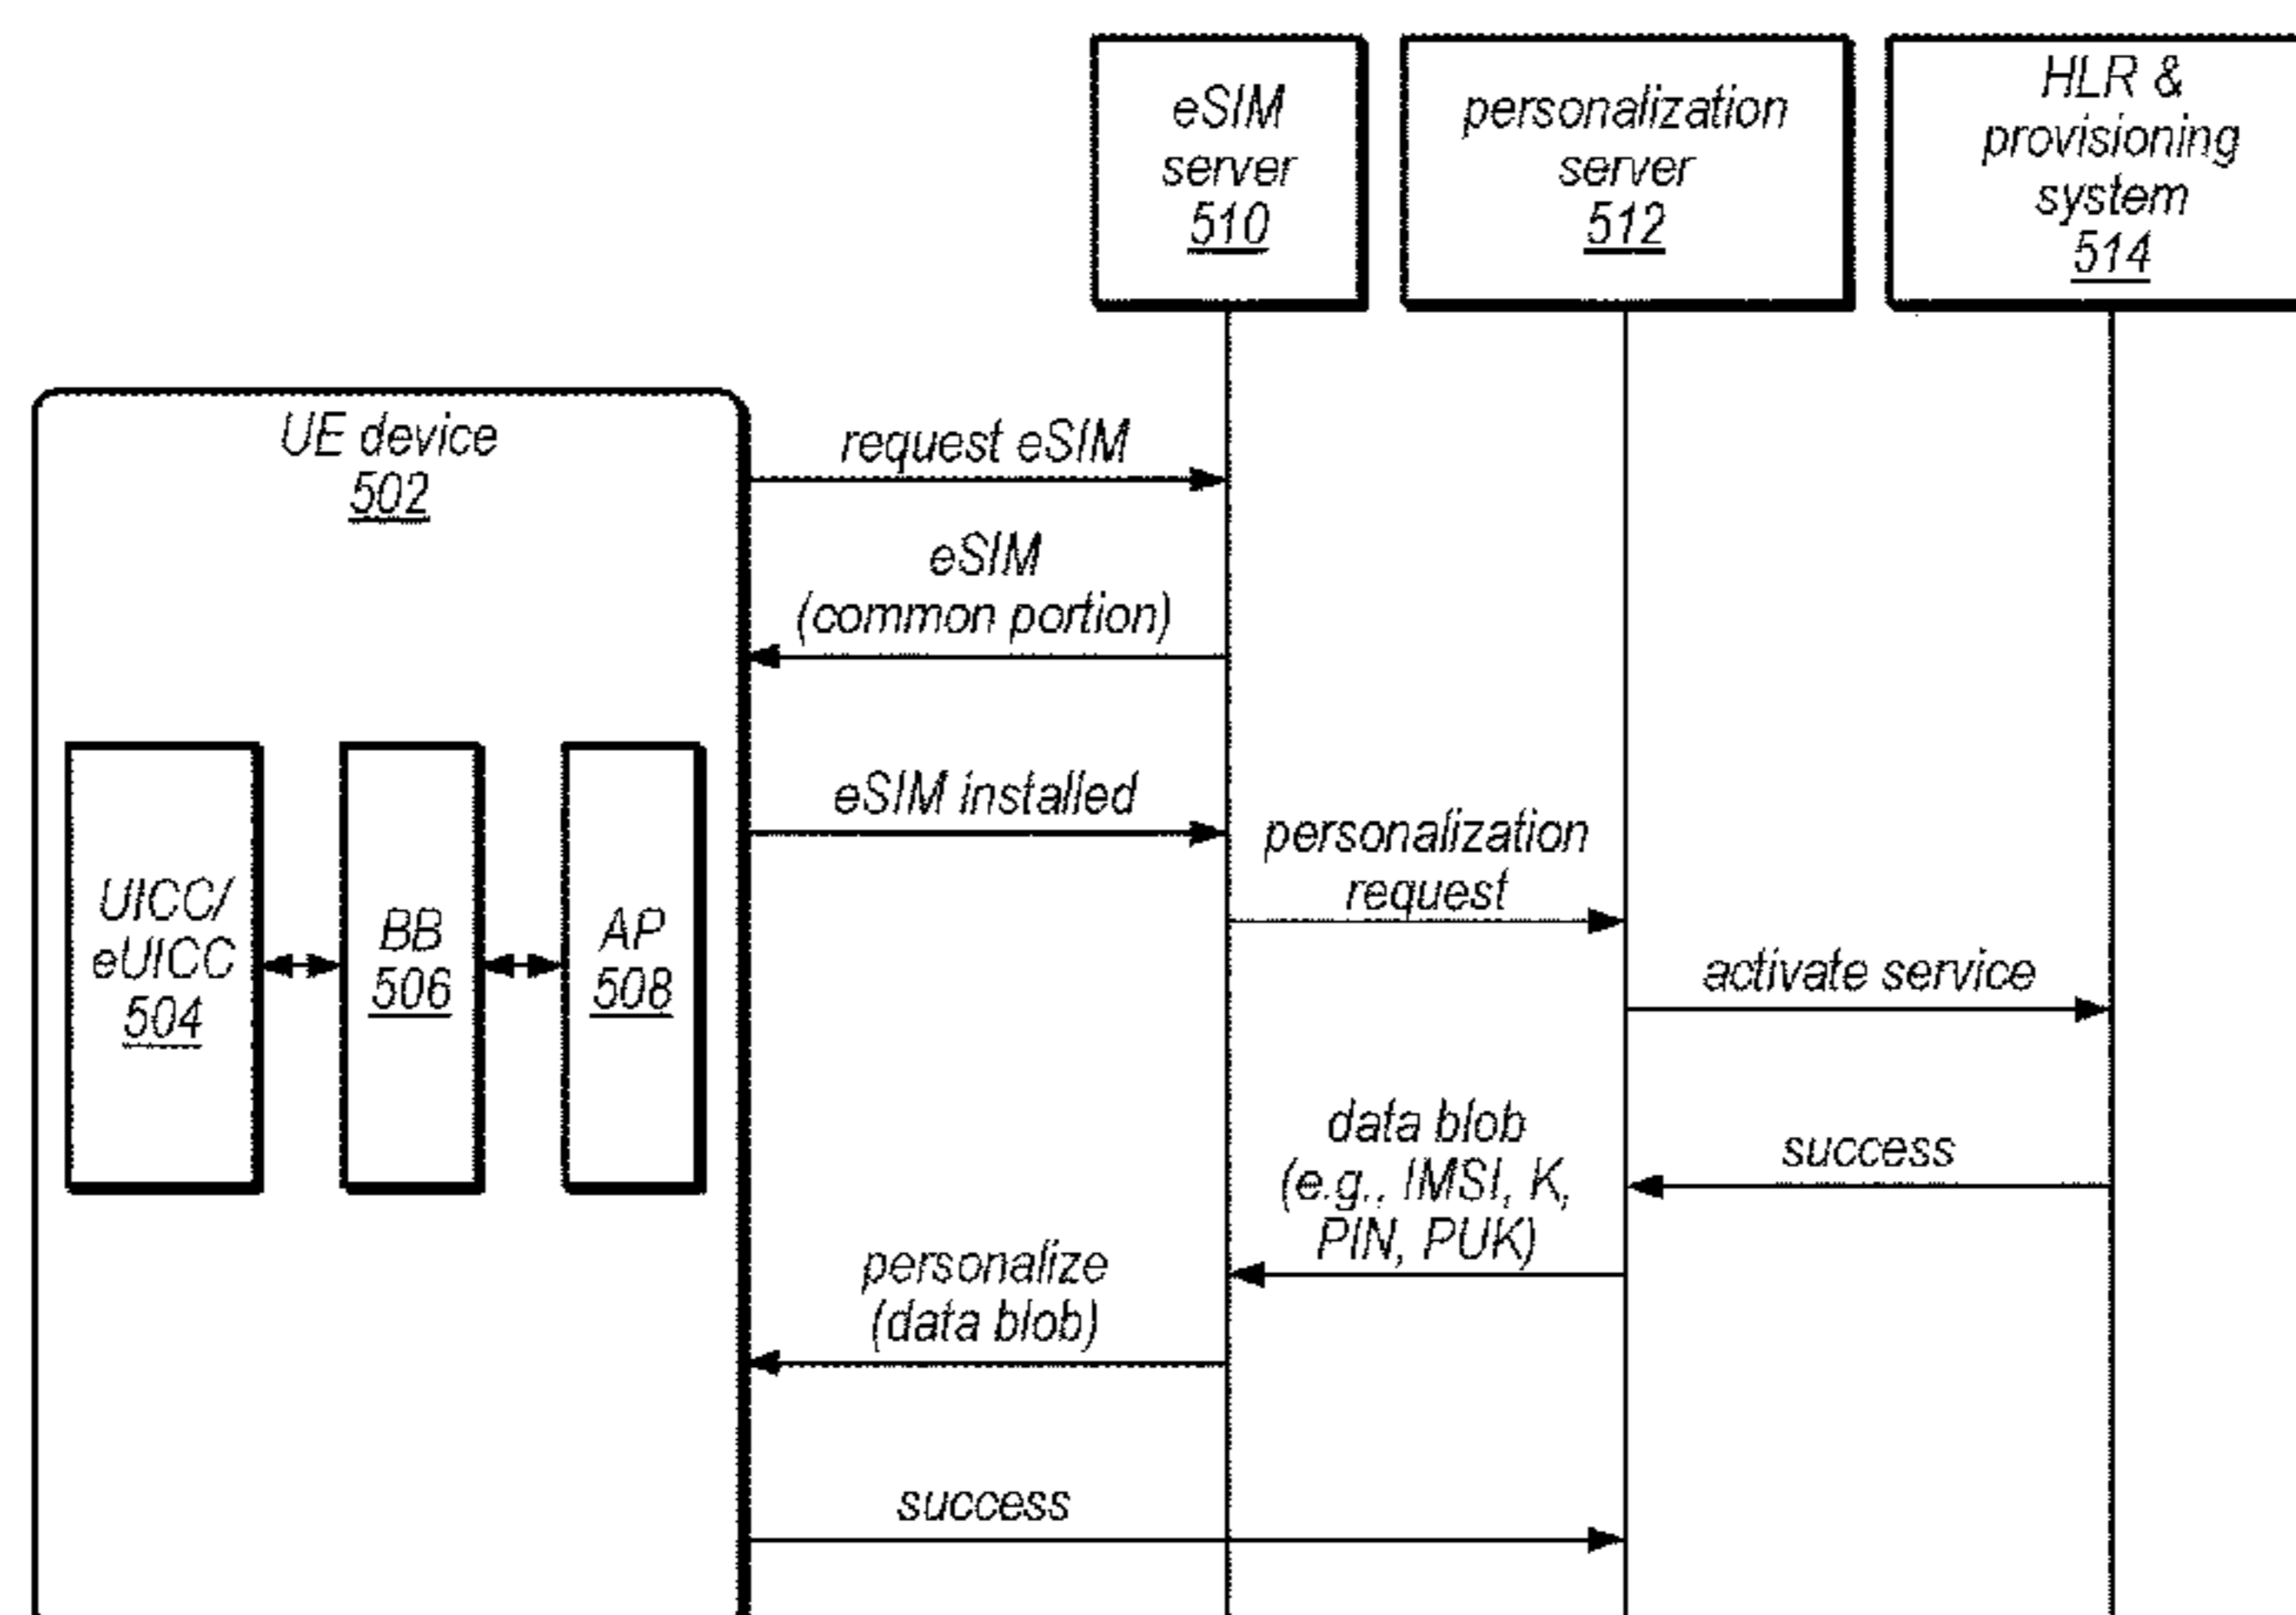 eSIM
server
510
personalization
server
512
HLR &
provisioning
system
514
UE device
502
request eSIM
eSIM
(common portion)
eSIM installed
personalization
request
UICC/
eUICC
504
BB
506
AP
508
activate service
data blob
(e.g., IMSI, K,
PIN, PUK)
success
personalize
(data blob)
success